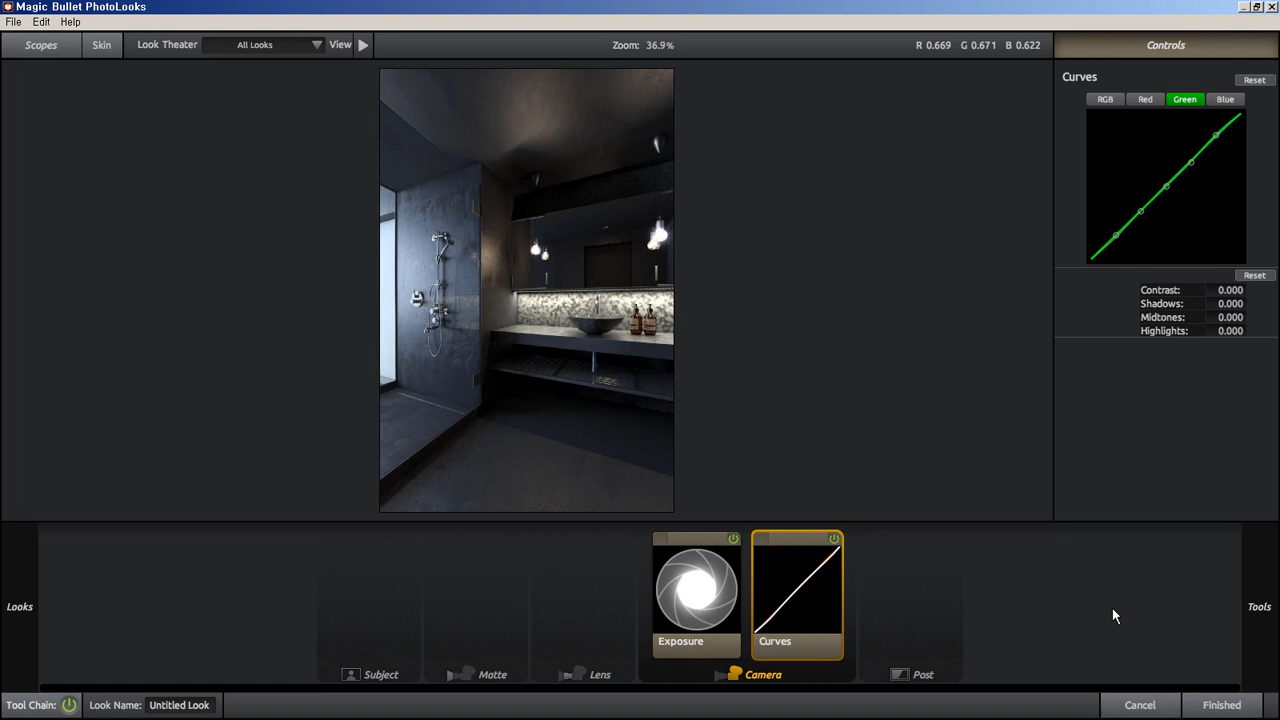 Magic Bullet PhotoLooks
File Edit Help
Scopes Skin Look Theater All Looks View Zoom: 36.9% R 0.669 G 0.671 B 0.622 Controls
Curves Reset
RGB Red Green Blue
Reset
Contrast: 0.000
Shadows: 0.000
Midtones: 0.000
Highlights: 0.000
Looks
Tools
Exposure Curves
Subject Matte Lens Camera Post
Tool Chain: Look Name: Untitled Look Cancel Finished